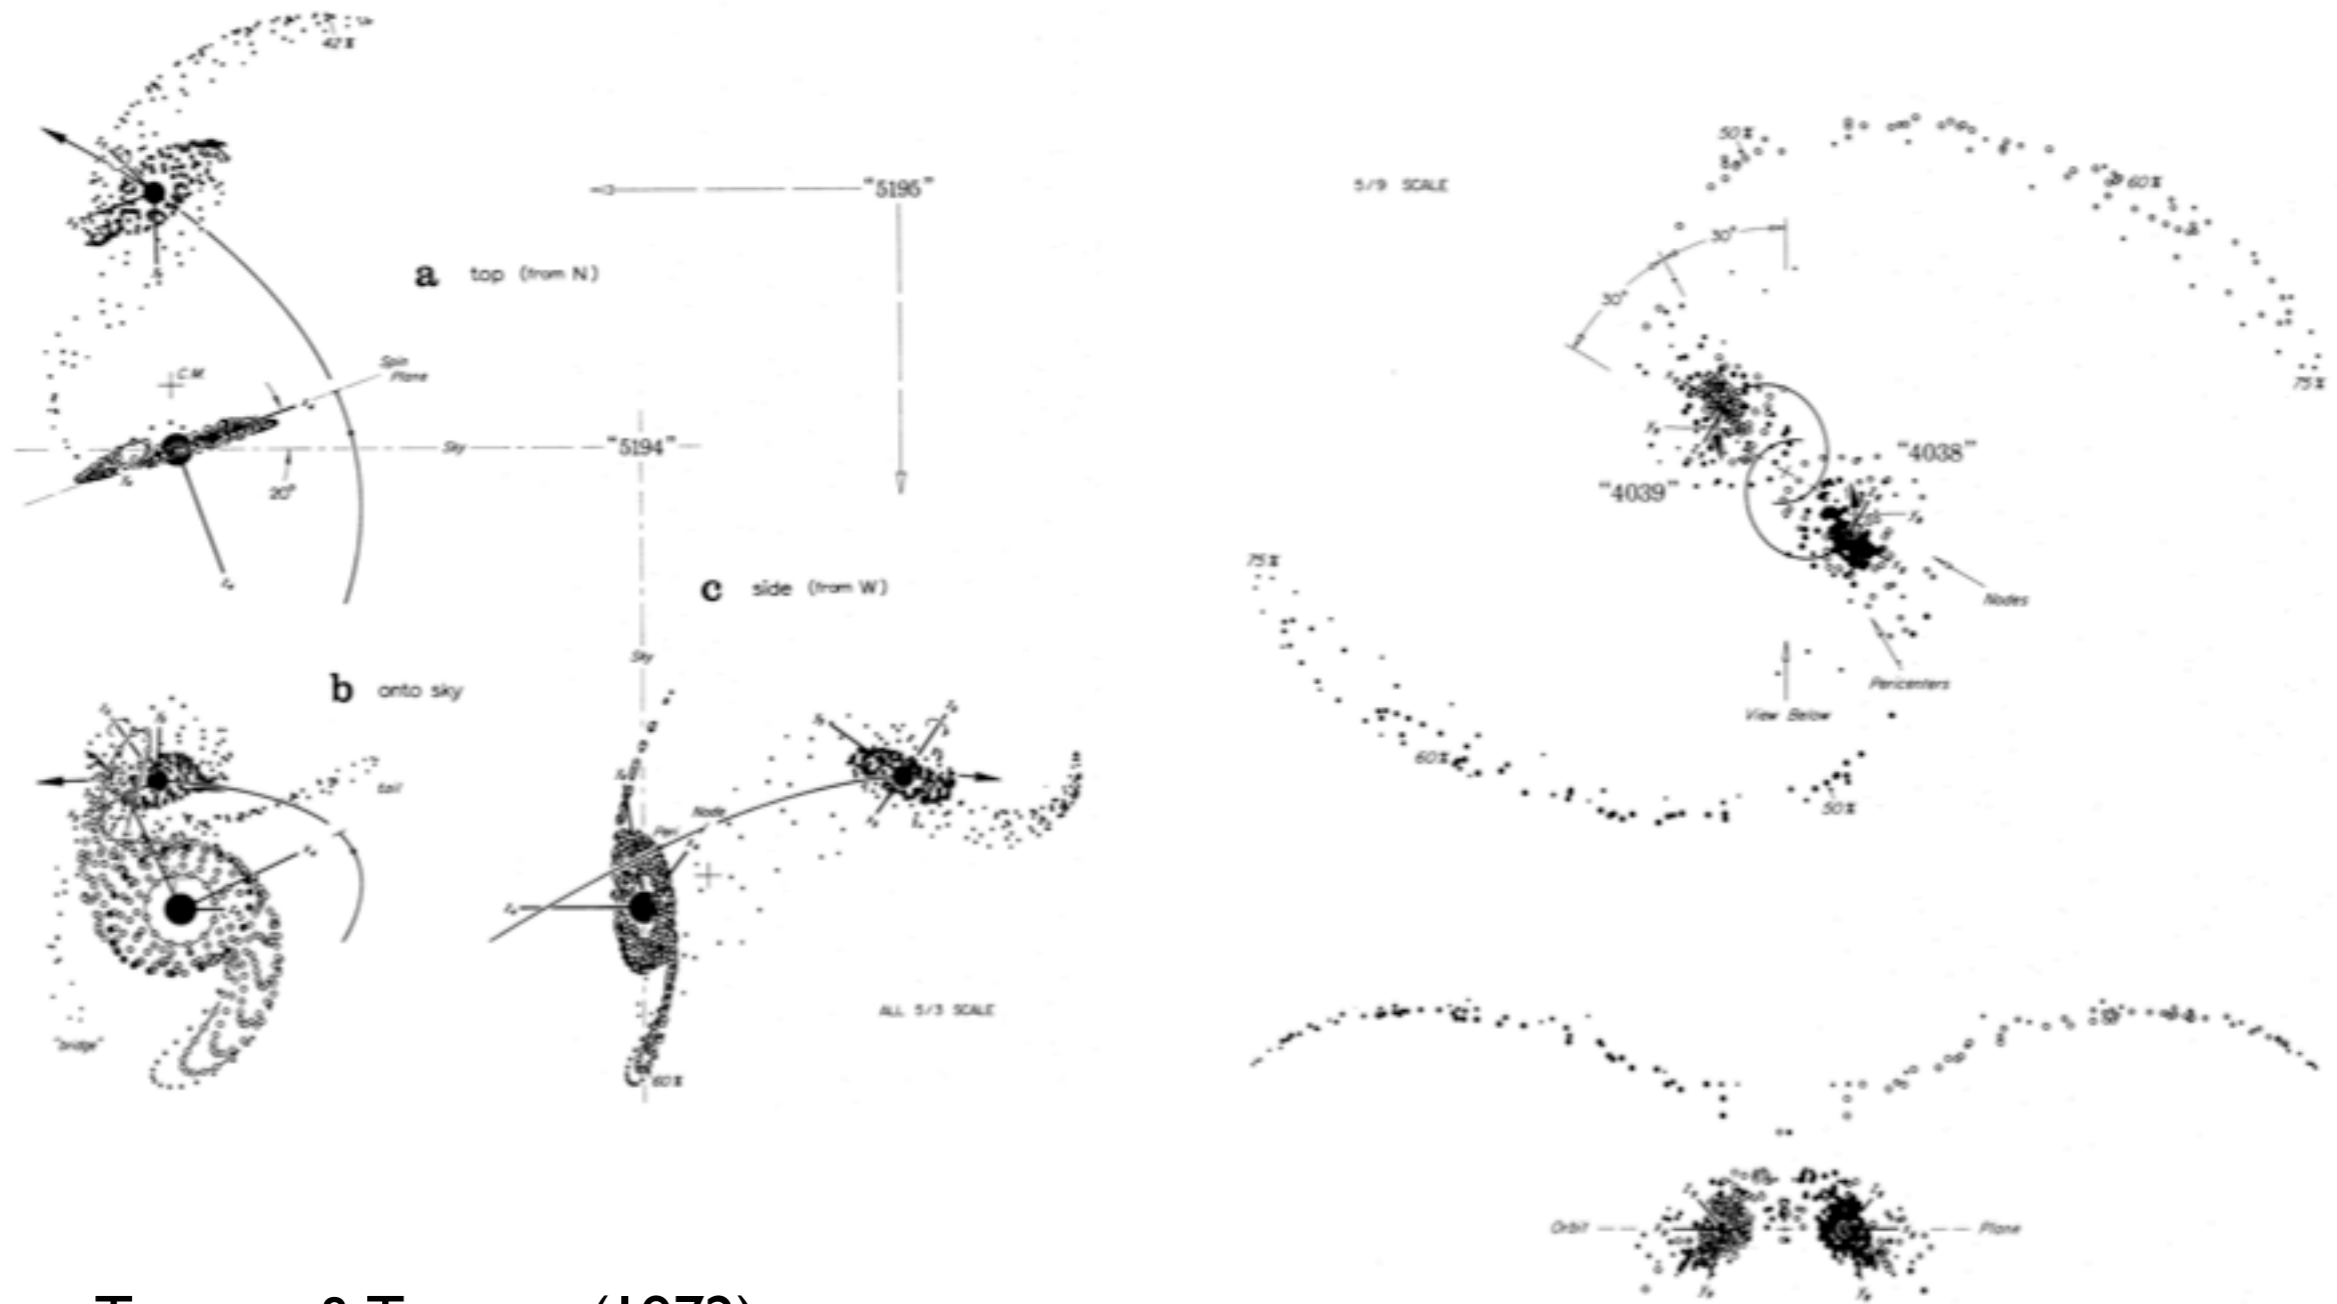 42%
"5195"
a top (from N)
C.M.
Spin
Plane
Sky
"5194"
20°
c side (from W)
Sky
b onto sky
tail
Node
Peri
"bridge"
ALL 5/3 SCALE
60%
50%
60%
5/9 SCALE
30°
30°
75%
"4038"
"4039"
75%
Nodes
Pericenters
View Below
60%
50%
Orbit
Plane
(1972)